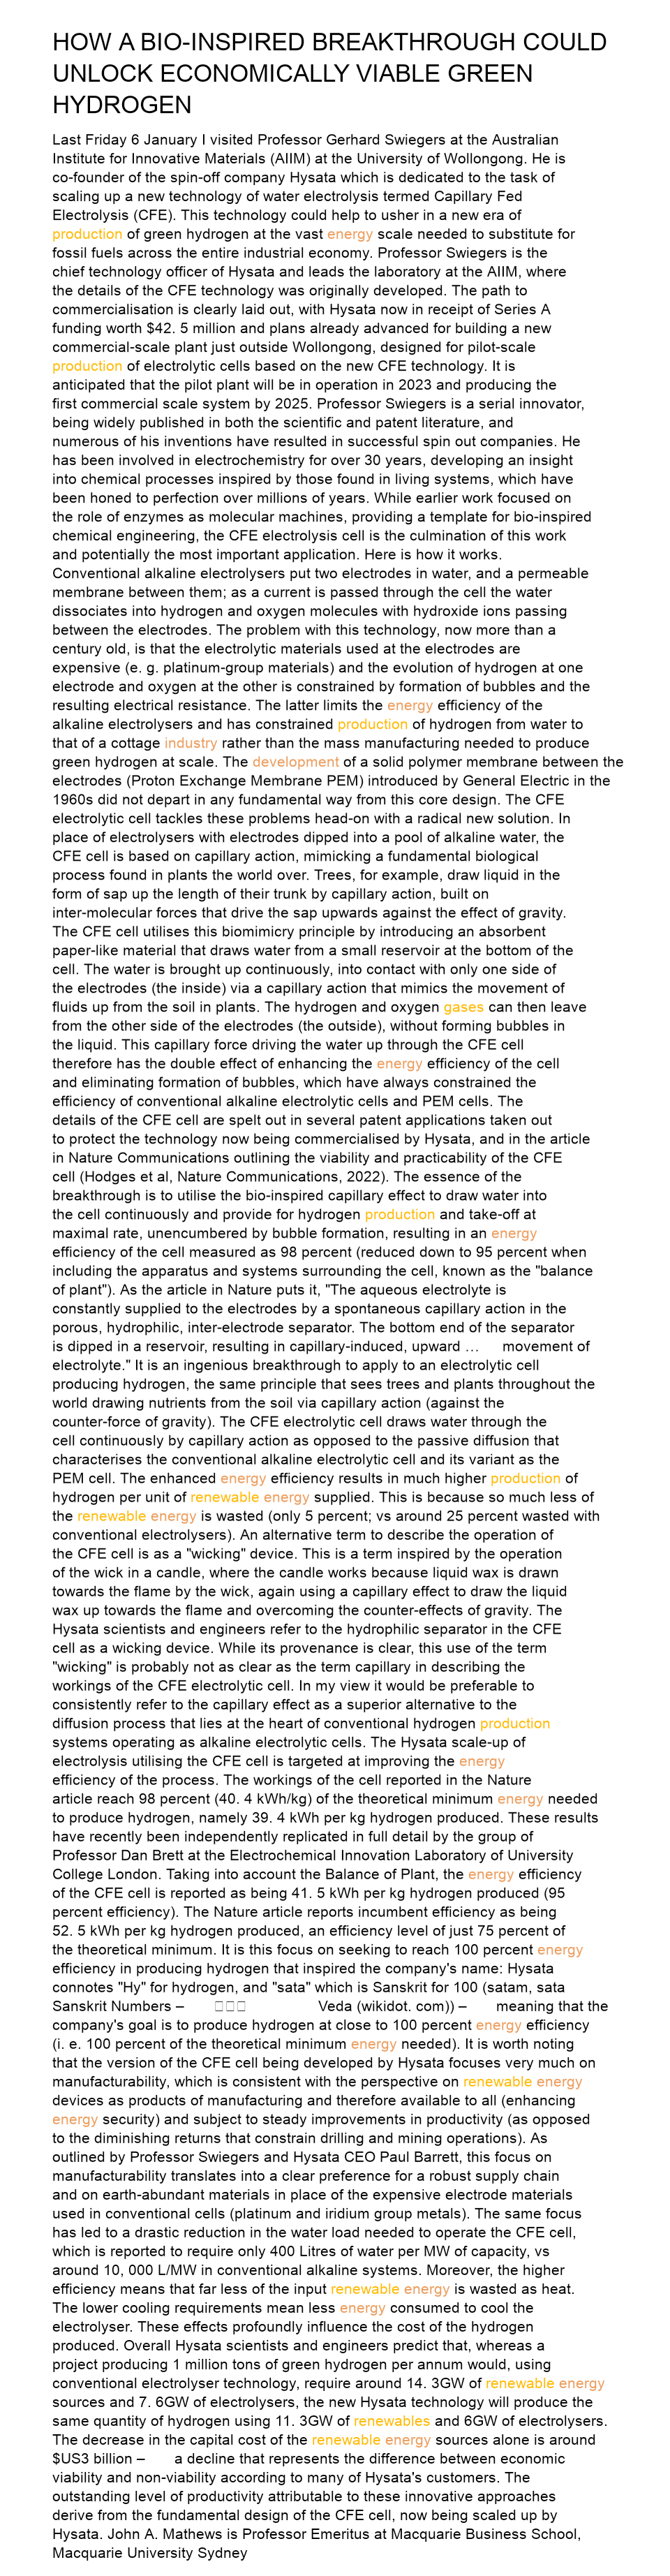 HOW A BIO-INSPIRED BREAKTHROUGH COULD
UNLOCK ECONOMICALLY VIABLE GREEN
HYDROGEN
Last Friday 6 January I visited Professor Gerhard Swiegers at the Australian
Institute for Innovative Materials (AIIM) at the University of Wollongong. He is
co-founder of the spin-off company Hysata which is dedicated to the task of
scaling up a new technology of water electrolysis termed Capillary Fed
Electrolysis (CFE). This technology could help to usher in a new era of
production of green hydrogen at the vast energy scale needed to substitute for
fossil fuels across the entire industrial economy. Professor Swiegers is the
chief technology officer of Hysata and leads the laboratory at the AIIM, where
the details of the CFE technology was originally developed. The path to
commercialisation is clearly laid out, with Hysata now in receipt of Series A
funding worth $42. 5 million and plans already advanced for building a new
commercial-scale plant just outside Wollongong, designed for pilot-scale
production of electrolytic cells based on the new CFE technology. It is
anticipated that the pilot plant will be in operation in 2023 and producing the
first commercial scale system by 2025. Professor Swiegers is a serial innovator,
being widely published in both the scientific and patent literature, and
numerous of his inventions have resulted in successful spin out companies. He
has been involved in electrochemistry for over 30 years, developing an insight
into chemical processes inspired by those found in living systems, which have
been honed to perfection over millions of years. While earlier work focused on
the role of enzymes as molecular machines, providing a template for bio-inspired
chemical engineering, the CFE electrolysis cell is the culmination of this work
and potentially the most important application. Here is how it works.
Conventional alkaline electrolysers put two electrodes in water, and a permeable
membrane between them; as a current is passed through the cell the water
dissociates into hydrogen and oxygen molecules with hydroxide ions passing
between the electrodes. The problem with this technology, now more than a
century old, is that the electrolytic materials used at the electrodes are
expensive (e. g. platinum-group materials) and the evolution of hydrogen at one
electrode and oxygen at the other is constrained by formation of bubbles and the
resulting electrical resistance. The latter limits the energy efficiency of the
alkaline electrolysers and has constrained production of hydrogen from water to
that of a cottage industry rather than the mass manufacturing needed to produce
green hydrogen at scale. The development of a solid polymer membrane between the
electrodes (Proton Exchange Membrane PEM) introduced by General Electric in the
1960s did not depart in any fundamental way from this core design. The CFE
electrolytic cell tackles these problems head-on with a radical new solution. In
place of electrolysers with electrodes dipped into a pool of alkaline water, the
CFE cell is based on capillary action, mimicking a fundamental biological
process found in plants the world over. Trees, for example, draw liquid in the
form of sap up the length of their trunk by capillary action, built on
inter-molecular forces that drive the sap upwards against the effect of gravity.
The CFE cell utilises this biomimicry principle by introducing an absorbent
paper-like material that draws water from a small reservoir at the bottom of the
cell. The water is brought up continuously, into contact with only one side of
the electrodes (the inside) via a capillary action that mimics the movement of
fluids up from the soil in plants. The hydrogen and oxygen gases can then leave
from the other side of the electrodes (the outside), without forming bubbles in
the liquid. This capillary force driving the water up through the CFE cell
therefore has the double effect of enhancing the energy efficiency of the cell
and eliminating formation of bubbles, which have always constrained the
efficiency of conventional alkaline electrolytic cells and PEM cells. The
details of the CFE cell are spelt out in several patent applications taken out
to protect the technology now being commercialised by Hysata, and in the article
in Nature Communications outlining the viability and practicability of the CFE
cell (Hodges et al, Nature Communications, 2022). The essence of the
breakthrough is to utilise the bio-inspired capillary effect to draw water into
the cell continuously and provide for hydrogen production and take-off at
maximal rate, unencumbered by bubble formation, resulting in an energy
efficiency of the cell measured as 98 percent (reduced down to 95 percent when
including the apparatus and systems surrounding the cell, known as the "balance
of plant"). As the article in Nature puts it, "The aqueous electrolyte is
constantly supplied to the electrodes by a spontaneous capillary action in the
porous, hydrophilic, inter-electrode separator. The bottom end of the separator
is dipped in a reservoir, resulting in capillary-induced, upward … movement of
electrolyte." It is an ingenious breakthrough to apply to an electrolytic cell
producing hydrogen, the same principle that sees trees and plants throughout the
world drawing nutrients from the soil via capillary action (against the
counter-force of gravity). The CFE electrolytic cell draws water through the
cell continuously by capillary action as opposed to the passive diffusion that
characterises the conventional alkaline electrolytic cell and its variant as the
PEM cell. The enhanced energy efficiency results in much higher production of
hydrogen per unit of renewable energy supplied. This is because so much less of
the renewable energy is wasted (only 5 percent; vs around 25 percent wasted with
conventional electrolysers). An alternative term to describe the operation of
the CFE cell is as a "wicking" device. This is a term inspired by the operation
of the wick in a candle, where the candle works because liquid wax is drawn
towards the flame by the wick, again using a capillary effect to draw the liquid
wax up towards the flame and overcoming the counter-effects of gravity. The
Hysata scientists and engineers refer to the hydrophilic separator in the CFE
cell as a wicking device. While its provenance is clear, this use of the term
"wicking" is probably not as clear as the term capillary in describing the
workings of the CFE electrolytic cell. In my view it would be preferable to
consistently refer to the capillary effect as a superior alternative to the
diffusion process that lies at the heart of conventional hydrogen production
systems operating as alkaline electrolytic cells. The Hysata scale-up of
electrolysis utilising the CFE cell is targeted at improving the energy
efficiency of the process. The workings of the cell reported in the Nature
article reach 98 percent (40. 4 kWh/kg) of the theoretical minimum energy needed
to produce hydrogen, namely 39. 4 kWh per kg hydrogen produced. These results
have recently been independently replicated in full detail by the group of
Professor Dan Brett at the Electrochemical Innovation Laboratory of University
College London. Taking into account the Balance of Plant, the energy efficiency
of the CFE cell is reported as being 41. 5 kWh per kg hydrogen produced (95
percent efficiency). The Nature article reports incumbent efficiency as being
52. 5 kWh per kg hydrogen produced, an efficiency level of just 75 percent of
the theoretical minimum. It is this focus on seeking to reach 100 percent energy
efficiency in producing hydrogen that inspired the company's name: Hysata
connotes "Hy" for hydrogen, and "sata" which is Sanskrit for 100 (satam, sata
Sanskrit Numbers – □□□ Veda (wikidot. com)) – meaning that the
company's goal is to produce hydrogen at close to 100 percent energy efficiency
(i. e. 100 percent of the theoretical minimum energy needed). It is worth noting
that the version of the CFE cell being developed by Hysata focuses very much on
manufacturability, which is consistent with the perspective on renewable energy
devices as products of manufacturing and therefore available to all (enhancing
energy security) and subject to steady improvements in productivity (as opposed
to the diminishing returns that constrain drilling and mining operations). As
outlined by Professor Swiegers and Hysata CEO Paul Barrett, this focus on
manufacturability translates into a clear preference for a robust supply chain
and on earth-abundant materials in place of the expensive electrode materials
used in conventional cells (platinum and iridium group metals). The same focus
has led to a drastic reduction in the water load needed to operate the CFE cell,
which is reported to require only 400 Litres of water per MW of capacity, vs
around 10, 000 L/MW in conventional alkaline systems. Moreover, the higher
efficiency means that far less of the input renewable energy is wasted as heat.
The lower cooling requirements mean less energy consumed to cool the
electrolyser. These effects profoundly influence the cost of the hydrogen
produced. Overall Hysata scientists and engineers predict that, whereas a
project producing 1 million tons of green hydrogen per annum would, using
conventional electrolyser technology, require around 14. 3GW of renewable energy
sources and 7. 6GW of electrolysers, the new Hysata technology will produce the
same quantity of hydrogen using 11. 3GW of renewables and 6GW of electrolysers.
The decrease in the capital cost of the renewable energy sources alone is around
$US3 billion – a decline that represents the difference between economic
viability and non-viability according to many of Hysata's customers. The
outstanding level of productivity attributable to these innovative approaches
derive from the fundamental design of the CFE cell, now being scaled up by
Hysata. John A. Mathews is Professor Emeritus at Macquarie Business School,
Macquarie University Sydney